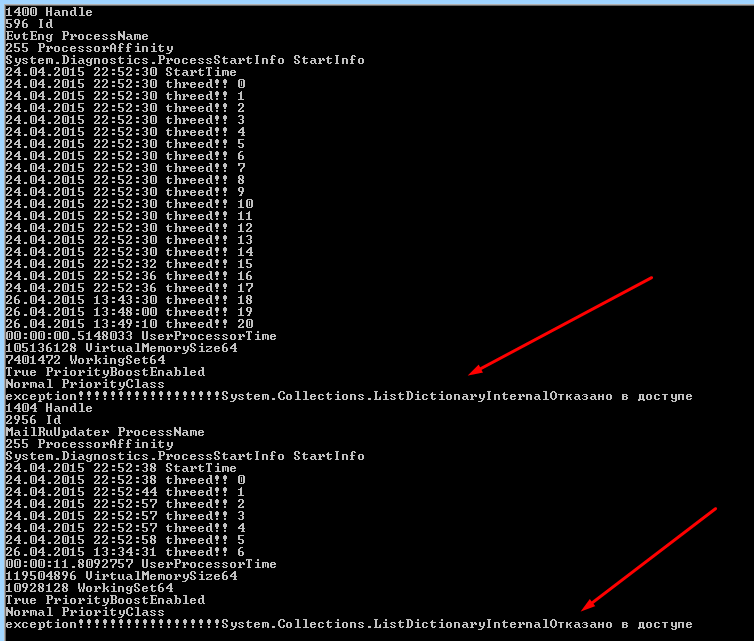 1400 Handle
596 Id
EvtEng ProcessName
255 ProcessorAffinity
System.Diagnostics.ProcessStartInfo StartInfo
24.04.2015 22:52:30 StartTime
24.04.2015 22:52:30 threed!! 0
24.04.2015 22:52:30 threed!! 1
24.04.2015 22:52:30 threed!! 2
24.04.2015 22:52:30 threed!! 3
24.04.2015 22:52:30 threed!! 4
24.04.2015 22:52:30 threed!! 5
24.04.2015 22:52:30 threed!! 6
24.04.2015 22:52:30 threed!! 7
24.04.2015 22:52:30 threed!! 8
24.04.2015 22:52:30 threed!! 9
24.04.2015 22:52:30 threed!! 10
24.04.2015 22:52:30 threed!! 11
24.04.2015 22:52:30 threed!! 12
24.04.2015 22:52:30 threed!! 13
24.04.2015 22:52:30 threed!! 14
24.04.2015 22:52:32 threed!! 15
24.04.2015 22:52:36 threed!! 16
24.04.2015 22:52:36 threed!! 17
26.04.2015 13:43:30 threed!! 18
26.04.2015 13:48:00 threed!! 19
26.04.2015 13:49:10 threed!! 20
00:00:00.5148033 UserProcessorTime
105136128 VirtualMemorySize64
7401472 WorkingSet64
True PriorityBoostEnabled
Normal PriorityClass
exception!!!!!!!!!!!!!!!!!!System.Collections.ListDictionaryInternalОтказано в доступе
1404 Handle
2956 Id
MailRuUpdater ProcessName
255 ProcessorAffinity
System.Diagnostics.ProcessStartInfo StartInfo
24.04.2015 22:52:38 StartTime
24.04.2015 22:52:38 threed!! 0
24.04.2015 22:52:44 threed!! 1
24.04.2015 22:52:57 threed!! 2
24.04.2015 22:52:57 threed!! 3
24.04.2015 22:52:57 threed!! 4
24.04.2015 22:52:58 threed!! 5
26.04.2015 13:34:31 threed!! 6
00:00:11.8092757 UserProcessorTime
119504896 VirtualMemorySize64
10928128 WorkingSet64
True PriorityBoostEnabled
Normal PriorityClass
exception!!!!!!!!!!!!!!!!!!System.Collections.ListDictionaryInternalОтказано в доступе